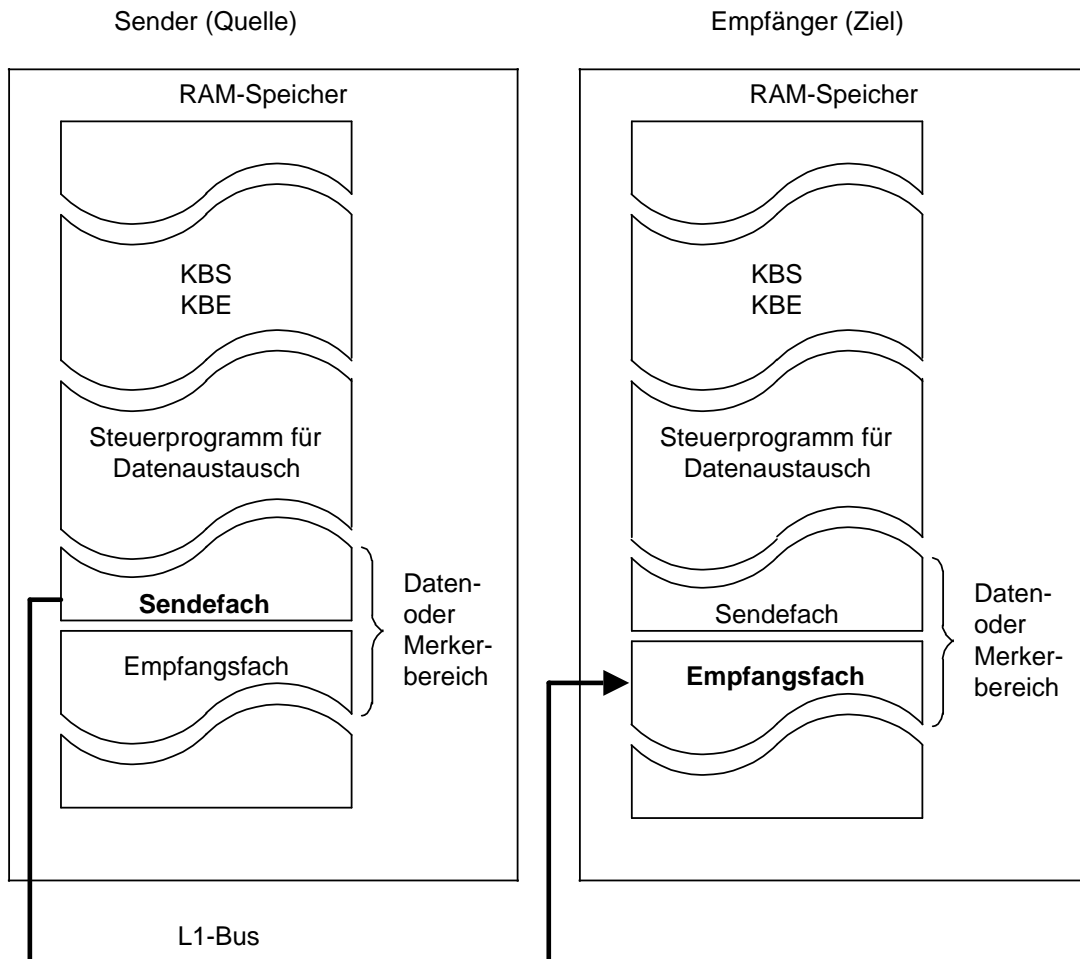 Sender (Quelle)
RAM-Speicher
KBS
KBE
Steuerprogramm für
Datenaustausch
Sendefach
Empfangsfach
Daten-
oder
Merker-
bereich
L1-Bus
Empfänger (Ziel)
RAM-Speicher
KBS
KBE
Steuerprogramm für
Datenaustausch
Sendefach
Empfangsfach
Daten-
oder
Merker-
bereich